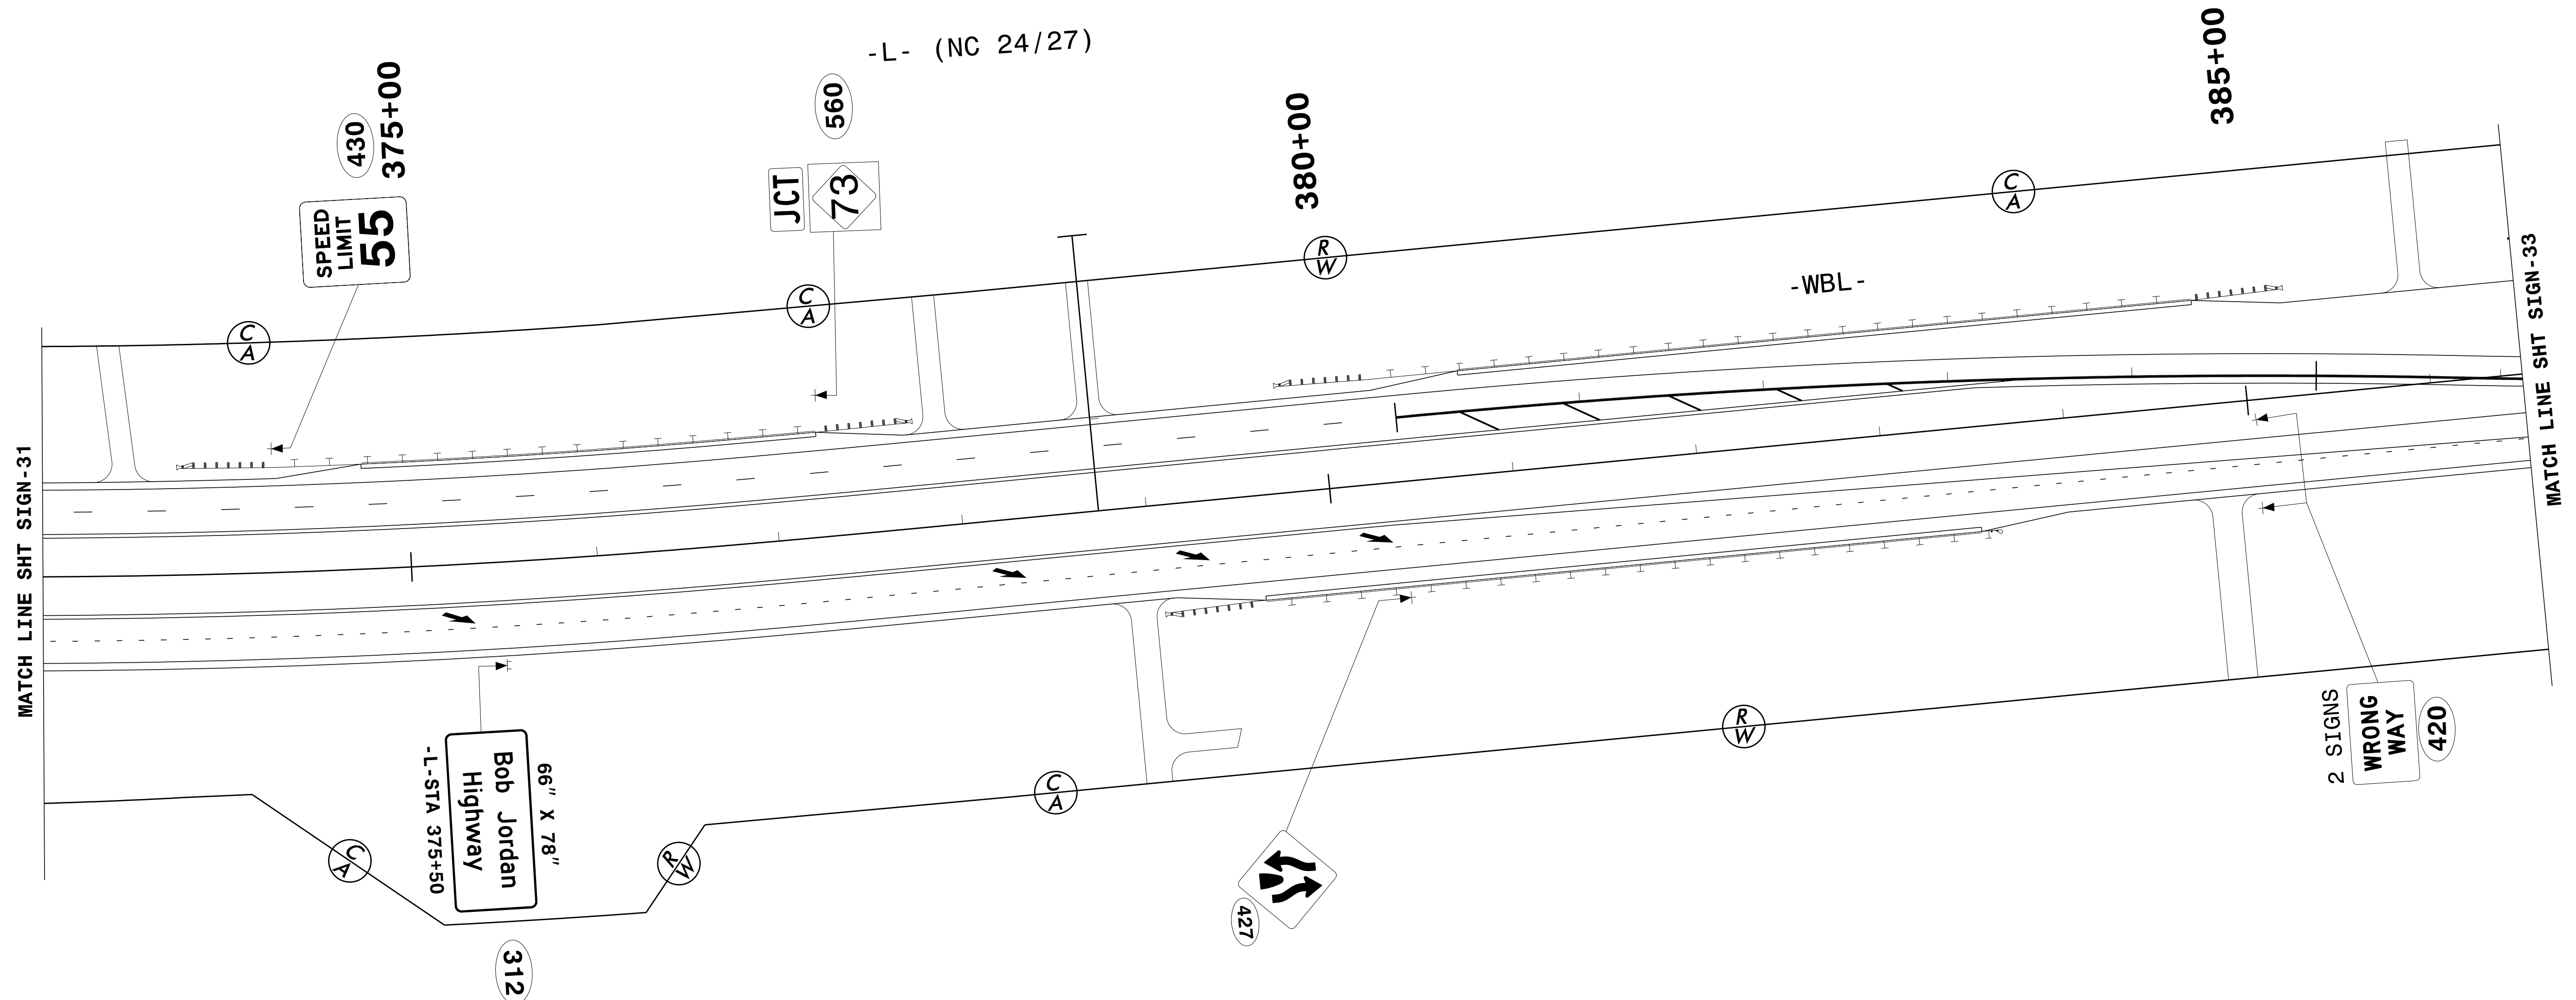 -L- (NC 24/27)
375+00
380+00
385+00
430
SPEED
LIMIT
55
560
JCT
73
C
A
C
A
R
W
C
A
-WBL-
MATCH LINE SHT SIGN-31
MATCH LINE SHT SIGN-33
-L-STA 375+50
Bob Jordan
Highway
66" X 78"
312
C
A
R
W
C
A
R
W
427
2 SIGNS
WRONG
WAY
420